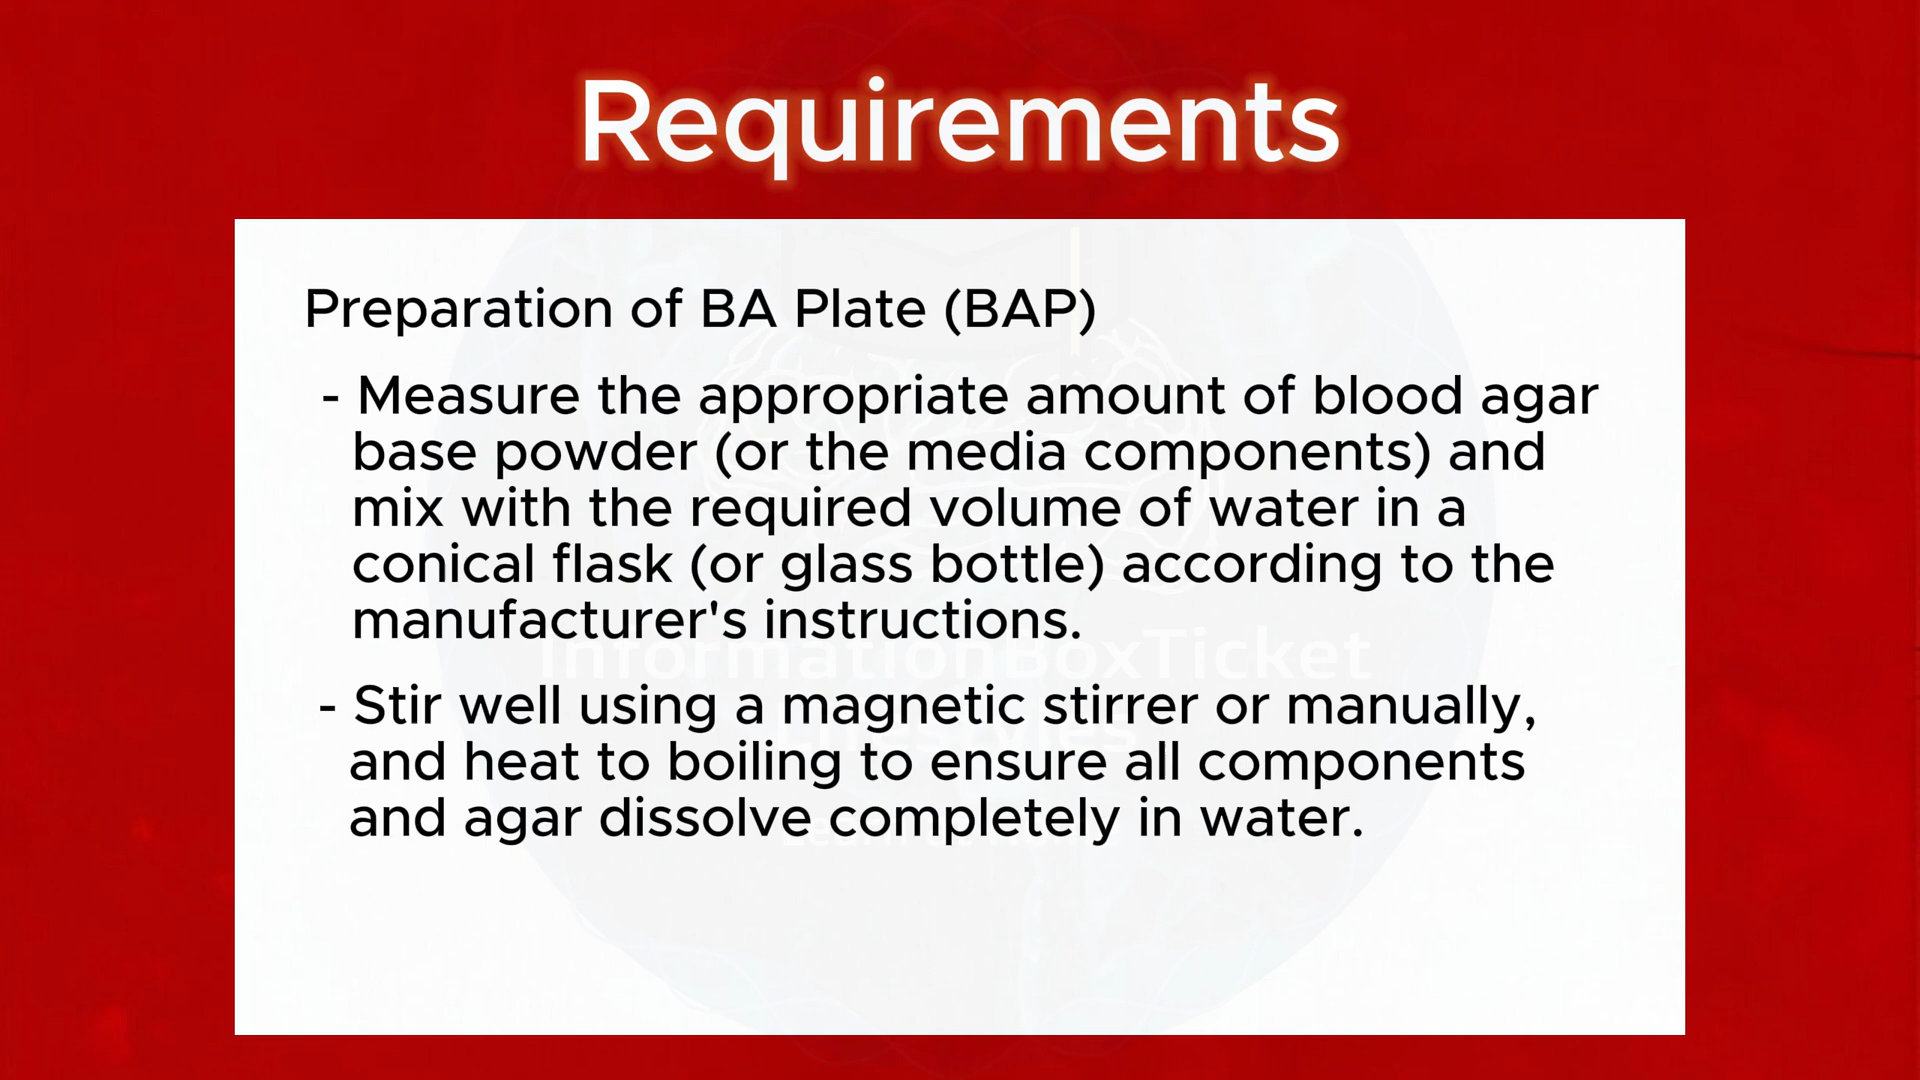 Requirements
Preparation of BA Plate (BAP)
- Measure the appropriate amount of blood agar
base powder (or the media components) and
mix with the required volume of water in a
conical flask (or glass bottle) according to the
manufacturer's instructions.
InformationBoxTicket
- Stir well using a magnetic stirrer or manually,
Lifestyles
and heat to boiling to ensure all components
and agar dissolve completely in water.